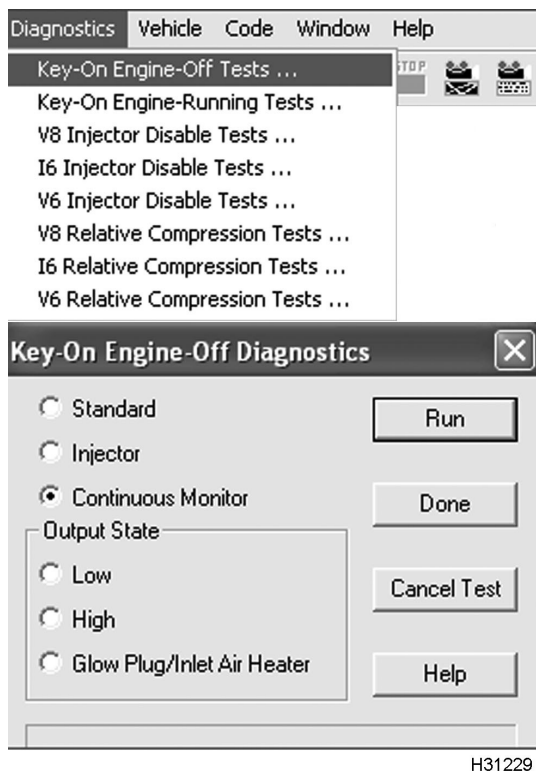 Diagnostics Vehicle Code Window Help
Key-On Engine-Off Tests ...
STOP
Key-On Engine-Running Tests ...
V8 Injector Disable Tests ...
I6 Injector Disable Tests ...
V6 Injector Disable Tests ...
V8 Relative Compression Tests ...
I6 Relative Compression Tests ...
V6 Relative Compression Tests ...
Key-On Engine-Off Diagnostics
Standard
Run
Injector
Continuous Monitor
Done
Output State
Low
Cancel Test
High
Glow Plug/Inlet Air Heater
Help
H31229